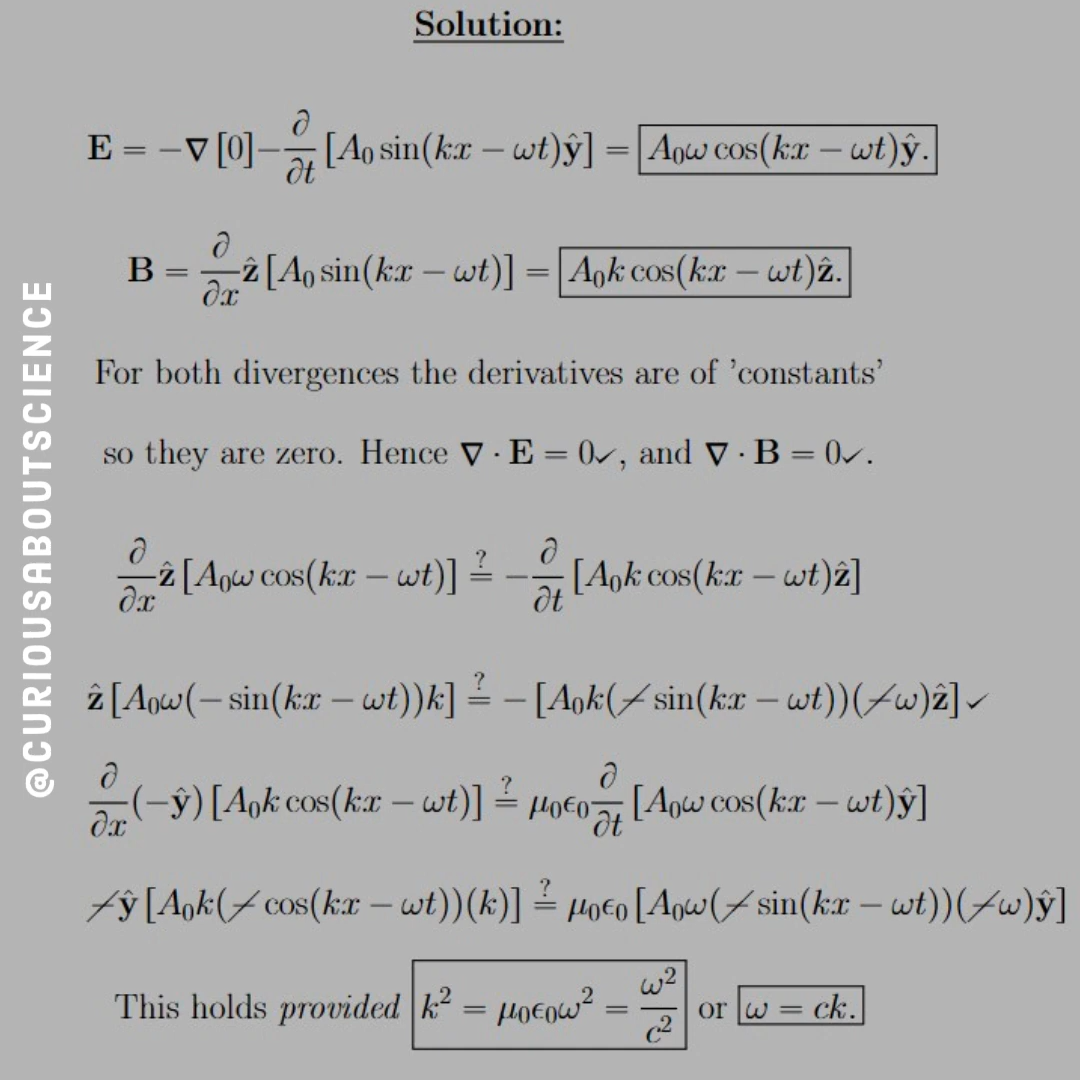 Solution:
E = −∇ [0] − ∂/∂t [A₀ sin(kx − ωt)ŷ] = A₀ω cos(kx − ωt)ŷ.
B = ∂/∂x ẑ [A₀ sin(kx − ωt)] = A₀k cos(kx − ωt)ẑ.
For both divergences the derivatives are of 'constants'
so they are zero. Hence ∇ · E = 0✓, and ∇ · B = 0✓.
∂/∂x ẑ [A₀ω cos(kx − ωt)] ≟ −∂/∂t [A₀k cos(kx − ωt)ẑ]
ẑ [A₀ω(− sin(kx − ωt))k] ≟ − [A₀k(−̸ sin(kx − ωt))(−̸ω)ẑ] ✓
∂/∂x (−ŷ) [A₀k cos(kx − ωt)] ≟ μ₀ϵ₀ ∂/∂t [A₀ω cos(kx − ωt)ŷ]
−̸ŷ [A₀k(−̸ cos(kx − ωt))(k)] ≟ μ₀ϵ₀ [A₀ω(−̸ sin(kx − ωt))(−̸ω)ŷ]
This holds provided k² = μ₀ϵ₀ω² = ω²/c² or ω = ck.
@CURIOUSABOUTSCIENCE